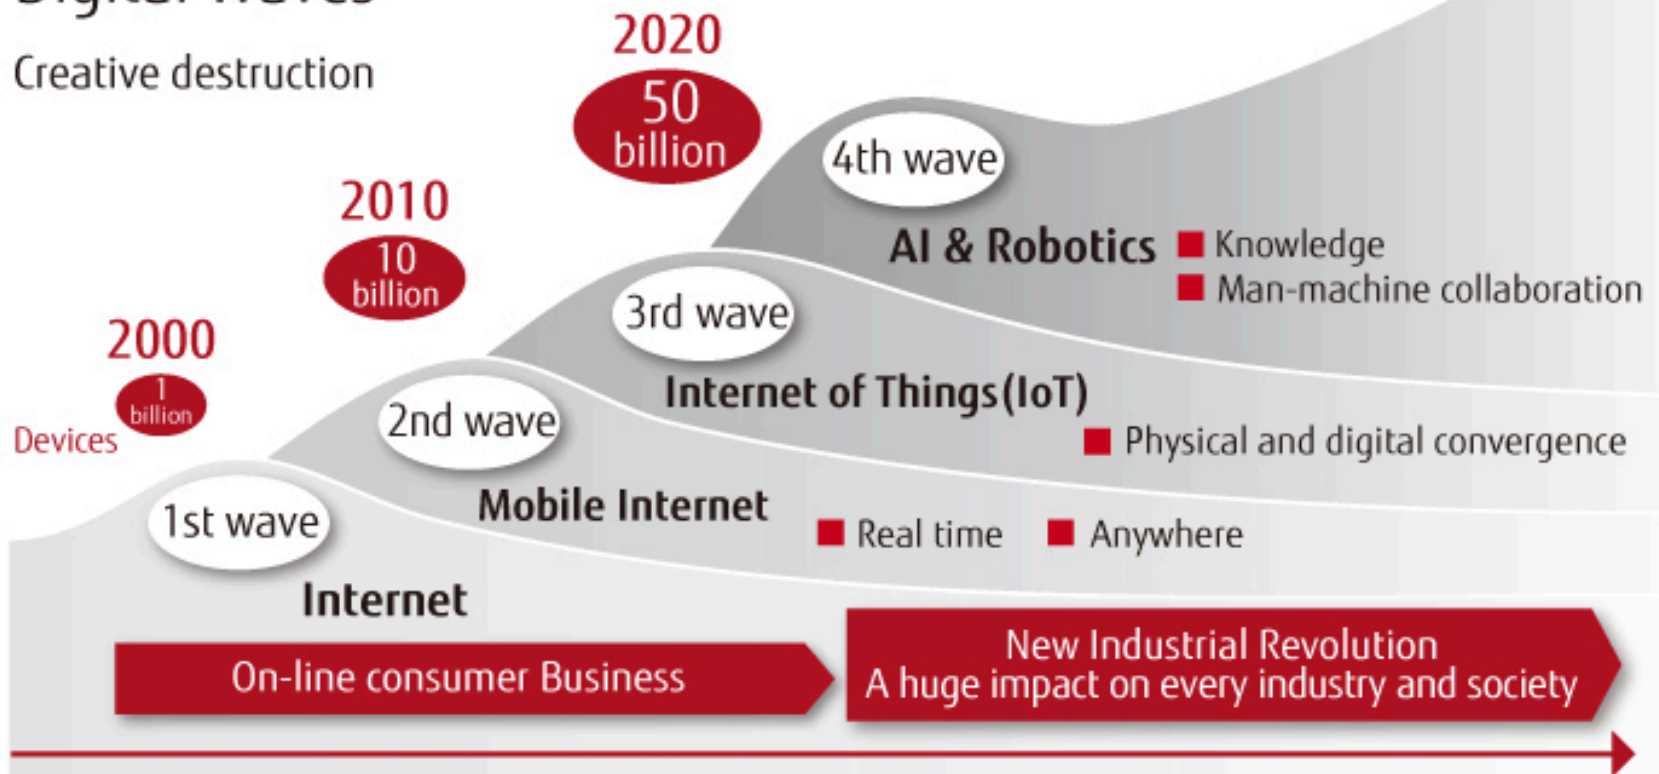 Digital waves
Creative destruction
2020
50
billion
2010
10
billion
2000
1
billion
Devices
4th wave
AI & Robotics
■ Knowledge
■ Man-machine collaboration
3rd wave
Internet of Things(IoT)
■ Physical and digital convergence
2nd wave
Mobile Internet
■ Real time ■ Anywhere
1st wave
Internet
On-line consumer Business
New Industrial Revolution
A huge impact on every industry and society